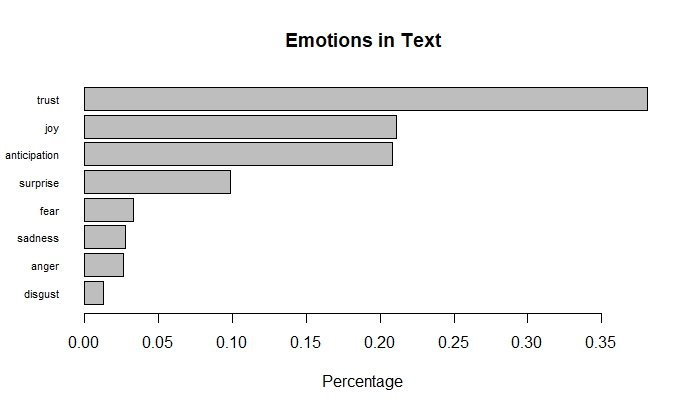 Emotions in Text
trust
joy
anticipation
surprise
fear
sadness
anger
disgust
0.00 0.05 0.10 0.15 0.20 0.25 0.30 0.35
Percentage